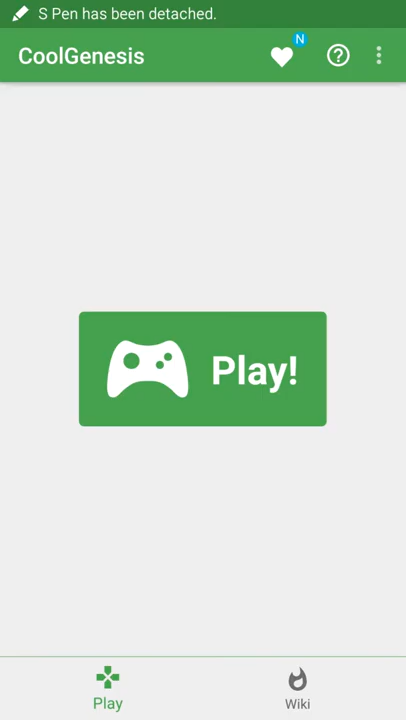 S Pen has been detached.
CoolGenesis
N
Play!
Play
Wiki